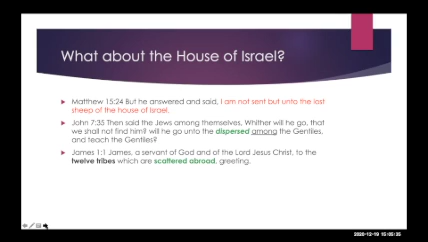 What about the House of Israel?
Matthew 15:24 But he answered and said, I am not sent but unto the lost
sheep of the house of Israel.
John 7:35 Then said the Jews among themselves, Whither will he go, that
we shall not find him? will he go unto the dispersed among the Gentiles,
and teach the Gentiles?
James 1:1 James, a servant of God and of the Lord Jesus Christ, to the
twelve tribes which are scattered abroad, greeting.
2020-12-19 15:05:35